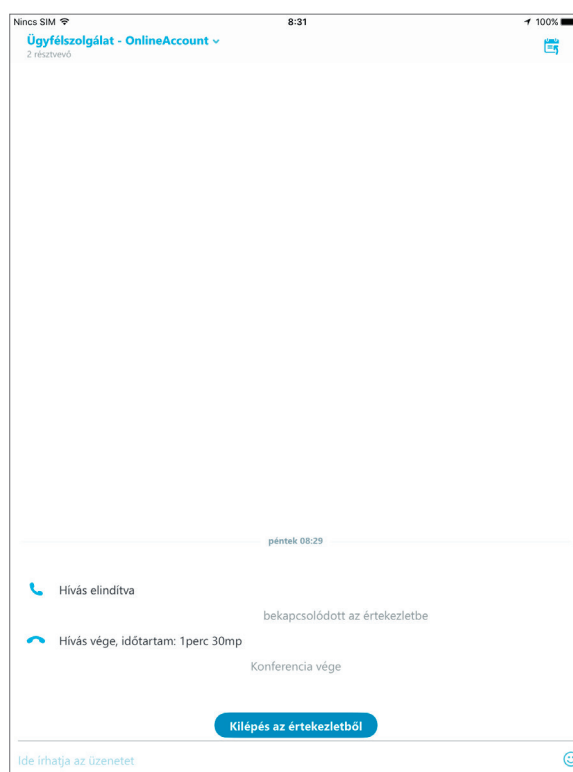 Nincs SIM 8:31 100%
Ügyfélszolgálat - OnlineAccount
2 résztvevő
péntek 08:29
Hívás elindítva
bekapcsolódott az értekezletbe
Hívás vége, időtartam: 1perc 30mp
Konferencia vége
Kilépés az értekezletből
Ide írhatja az üzenetet